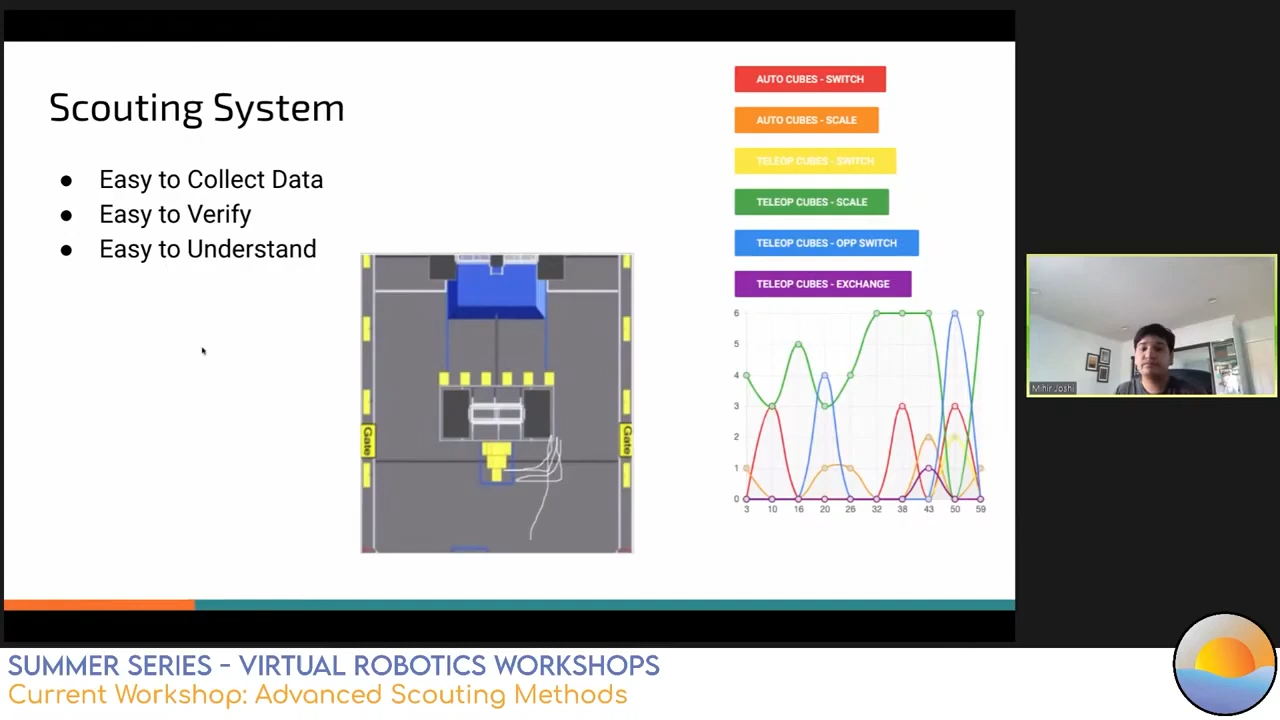 Scouting System
● Easy to Collect Data
● Easy to Verify
● Easy to Understand
Gate
Gate
AUTO CUBES - SWITCH
AUTO CUBES - SCALE
TELEOP CUBES - SWITCH
TELEOP CUBES - SCALE
TELEOP CUBES - OPP SWITCH
TELEOP CUBES - EXCHANGE
6
5
4
3
2
1
0
3 10 16 20 26 32 38 43 50 59
Mihir Joshi
SUMMER SERIES - VIRTUAL ROBOTICS WORKSHOPS
Current Workshop: Advanced Scouting Methods